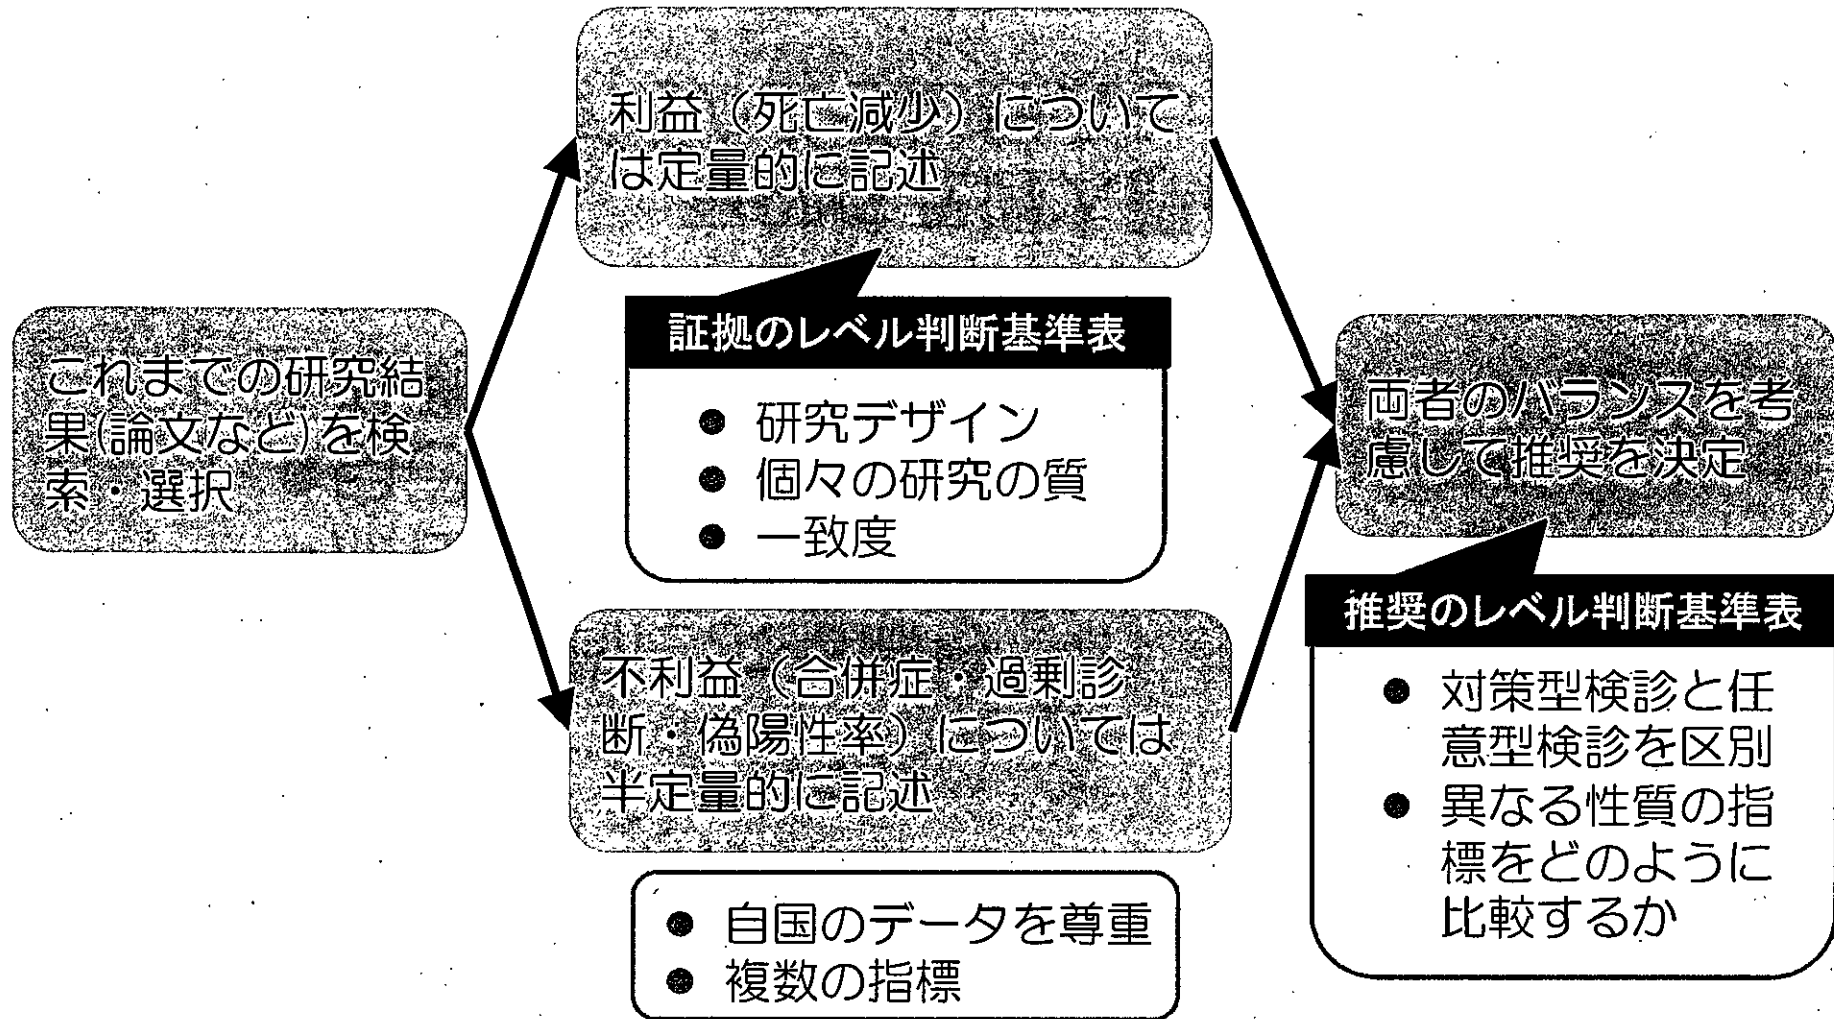 利益（死亡減少）について
は定量的に記述
証拠のレベル判断基準表
● 研究デザイン
● 個々の研究の質
● 一致度
これまでの研究結
果(論文など)を検
索・選択
不利益（合併症・過剰診
断・偽陽性率）については
半定量的に記述
● 自国のデータを尊重
● 複数の指標
両者のバランスを考
慮して推奨を決定
推奨のレベル判断基準表
● 対策型検診と任
意型検診を区別
● 異なる性質の指
標をどのように
比較するか